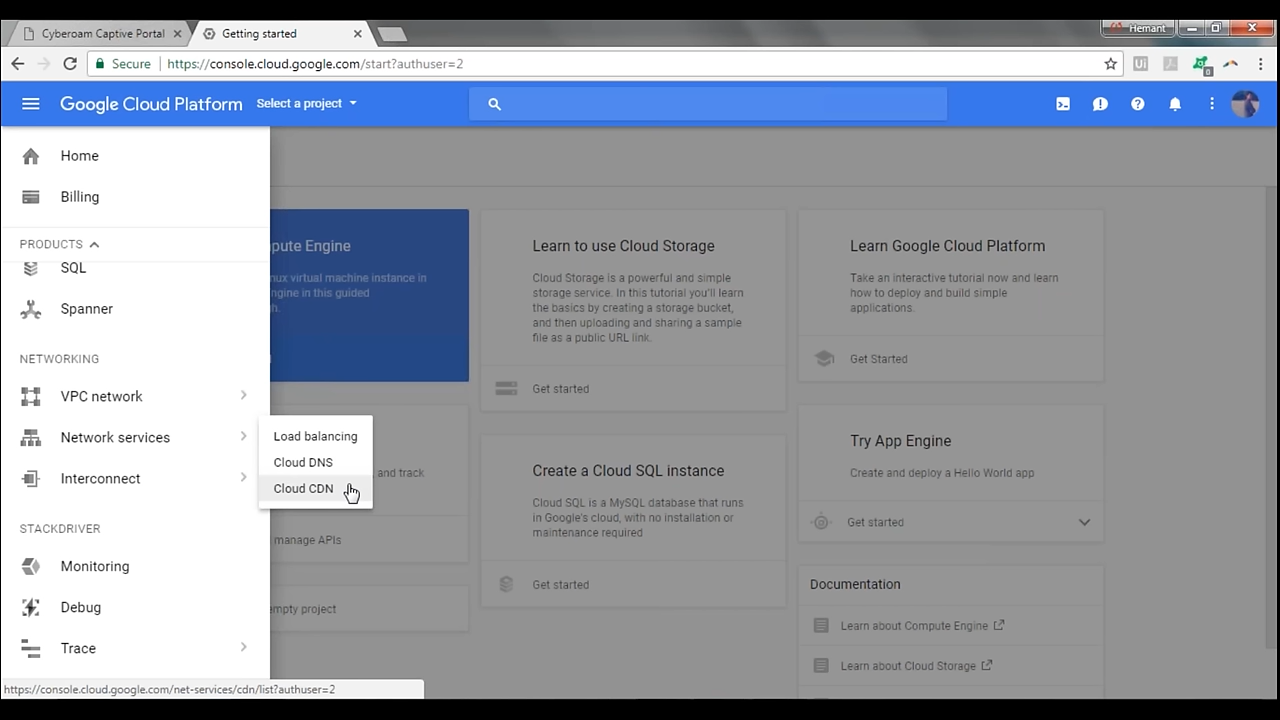 Cyberoam Captive Portal
Getting started
Hemant
Secure
https://console.cloud.google.com/start?authuser=2
Google Cloud Platform
Select a project
Home
Billing
PRODUCTS
SQL
Spanner
NETWORKING
VPC network
Network services
Interconnect
STACKDRIVER
Monitoring
Debug
Trace
Load balancing
Cloud DNS
Cloud CDN
pute Engine
nux virtual machine instance in
ngine in this guided
h.
and track
manage APIs
empty project
Learn to use Cloud Storage
Cloud Storage is a powerful and simple
storage service. In this tutorial you'll learn
the basics by creating a storage bucket,
and then uploading and sharing a sample
file as a public URL link.
Get started
Create a Cloud SQL instance
Cloud SQL is a MySQL database that runs
in Google's cloud, with no installation or
maintenance required
Get started
Learn Google Cloud Platform
Take an interactive tutorial now and learn
how to deploy and build simple
applications.
Get Started
Try App Engine
Create and deploy a Hello World app
Get started
Documentation
Learn about Compute Engine
Learn about Cloud Storage
https://console.cloud.google.com/net-services/cdn/list?authuser=2